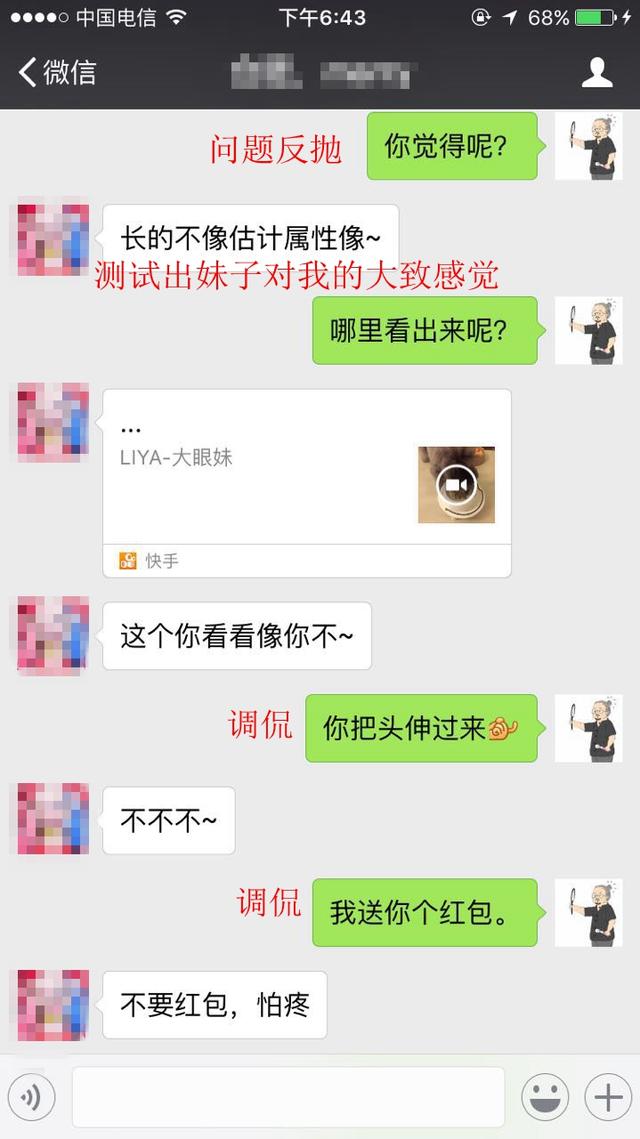 中国电信
下午6:43
68%
微信
问题反抛
你觉得呢?
长的不像估计属性像~
测试出妹子对我的大致感觉
哪里看出来呢?
...
LIYA-大眼妹
快手
这个你看看像你不~
调侃
你把头伸过来
不不不~
调侃
我送你个红包。
不要红包，怕疼